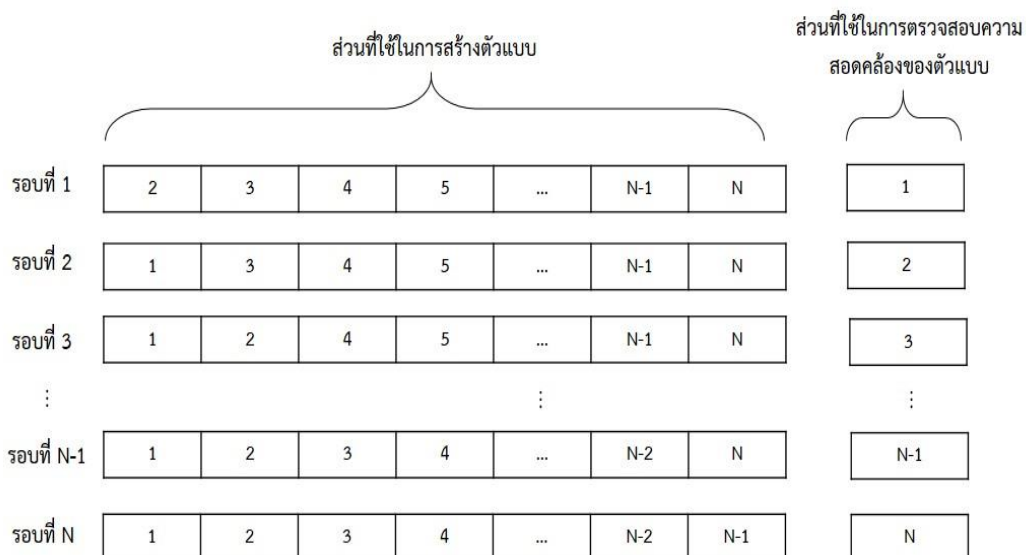 ส่วนที่ใช้ในการสร้างตัวแบบ
ส่วนที่ใช้ในการตรวจสอบความ
สอดคล้องของตัวแบบ
รอบที่ 1 2 3 4 5 ... N-1 N 1
รอบที่ 2 1 3 4 5 ... N-1 N 2
รอบที่ 3 1 2 4 5 ... N-1 N 3
⋮ ⋮ ⋮
รอบที่ N-1 1 2 3 4 ... N-2 N N-1
รอบที่ N 1 2 3 4 ... N-2 N-1 N